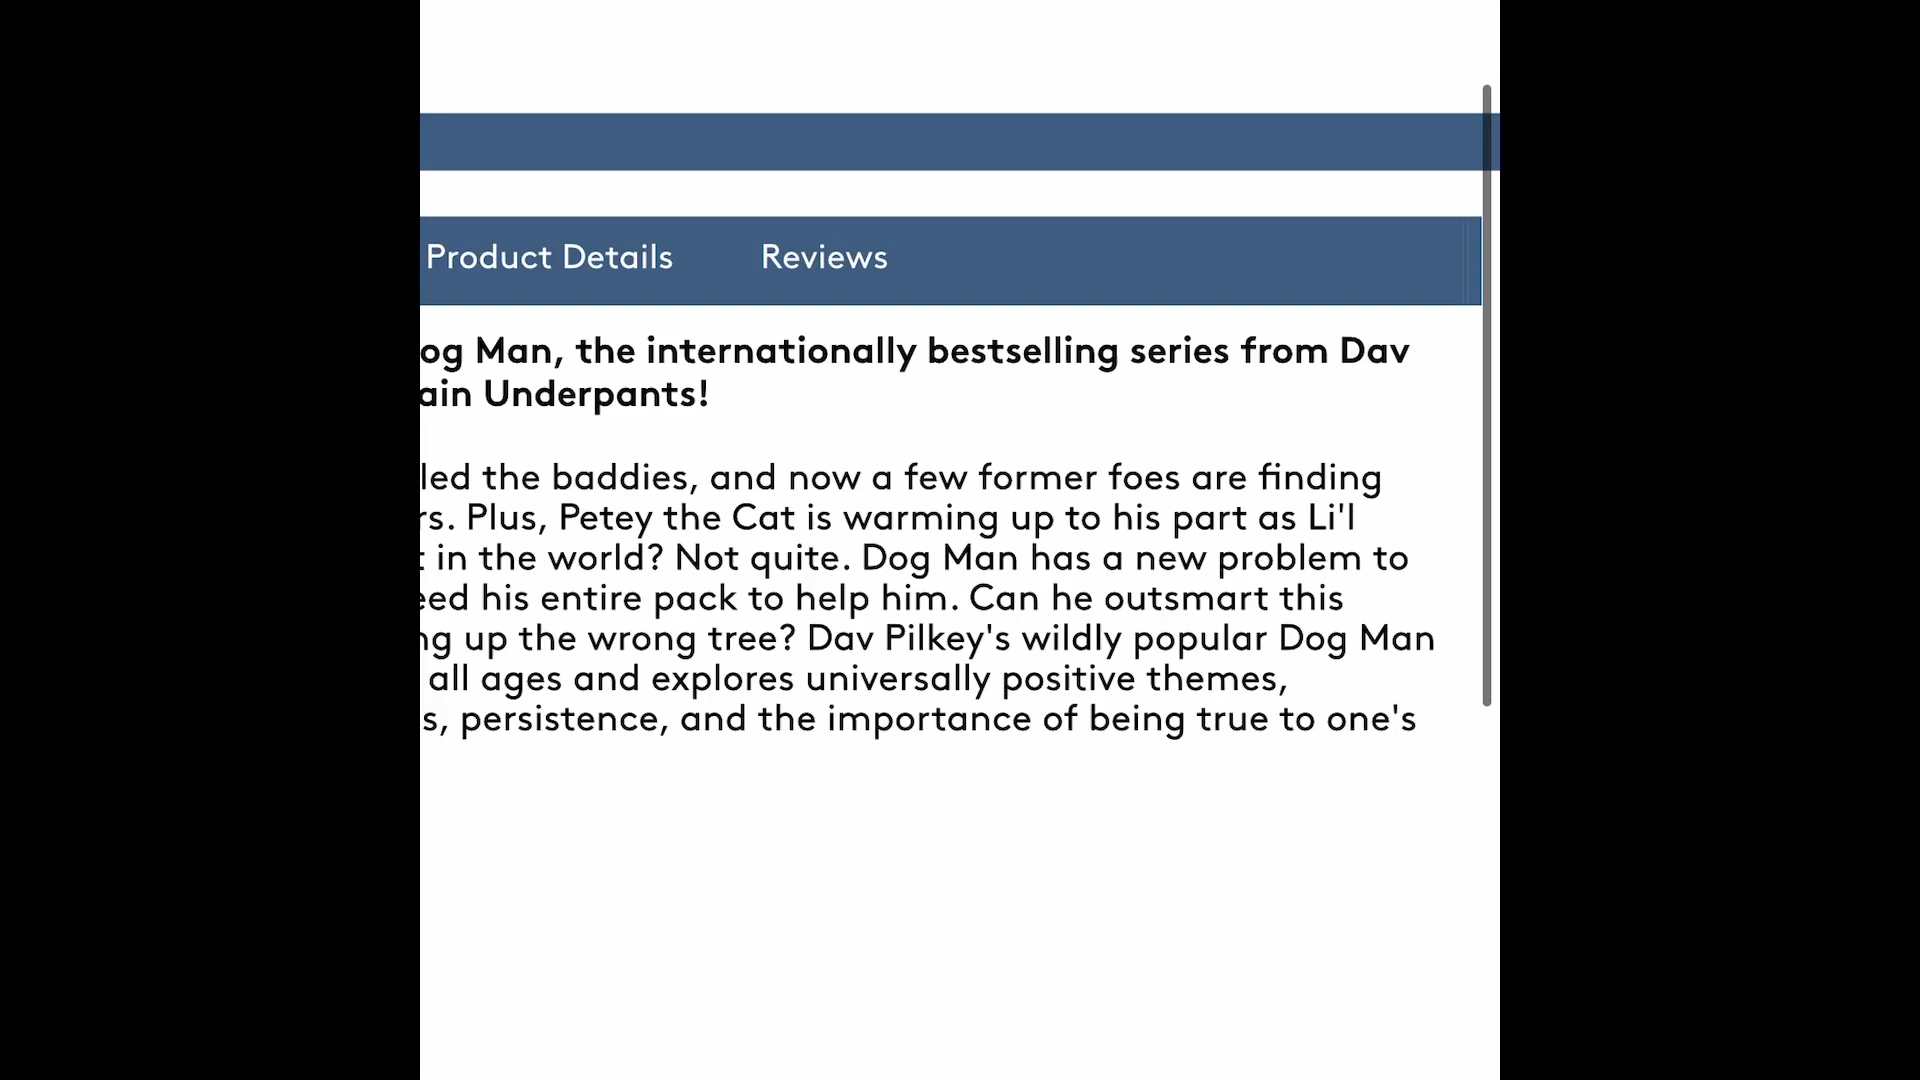 Product Details Reviews
og Man, the internationally bestselling series from Dav
ain Underpants!
led the baddies, and now a few former foes are finding
rs. Plus, Petey the Cat is warming up to his part as Li'l
in the world? Not quite. Dog Man has a new problem to
eed his entire pack to help him. Can he outsmart this
ng up the wrong tree? Dav Pilkey's wildly popular Dog Man
all ages and explores universally positive themes,
s, persistence, and the importance of being true to one's